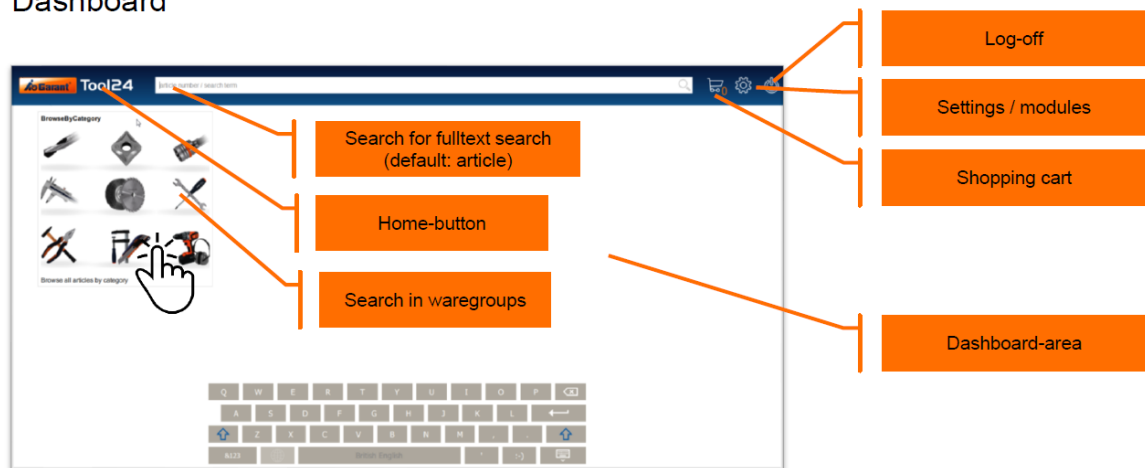 Dashboard
Log-off
Garant Tool24
article number / search term
0
Settings / modules
BrowseByCategory
Search for fulltext search
(default: article)
Shopping cart
Home-button
Browse all articles by category
Search in waregroups
Dashboard-area
Q W E R T Y U I O P
A S D F G H J K L
Z X C V B N M , .
&123 British English ' :-)